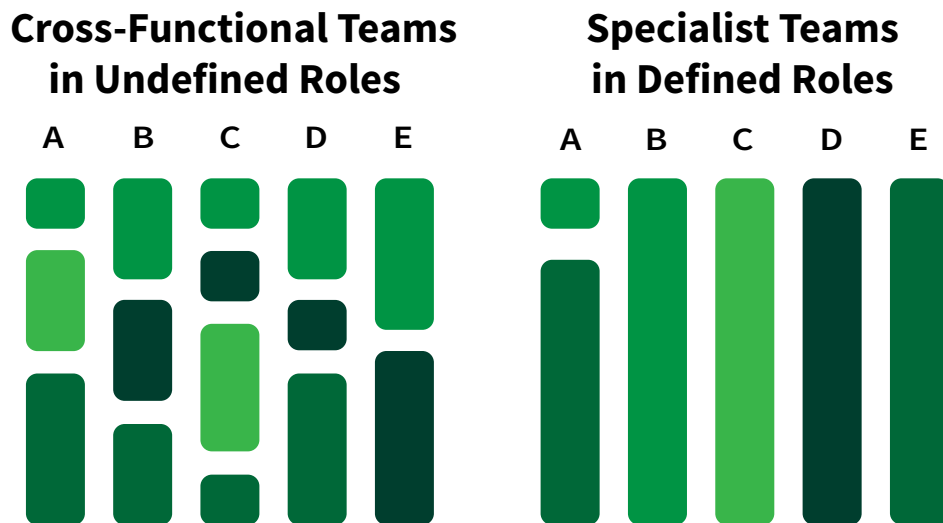 Cross-Functional Teams
in Undefined Roles
A B C D E
Specialist Teams
in Defined Roles
A B C D E